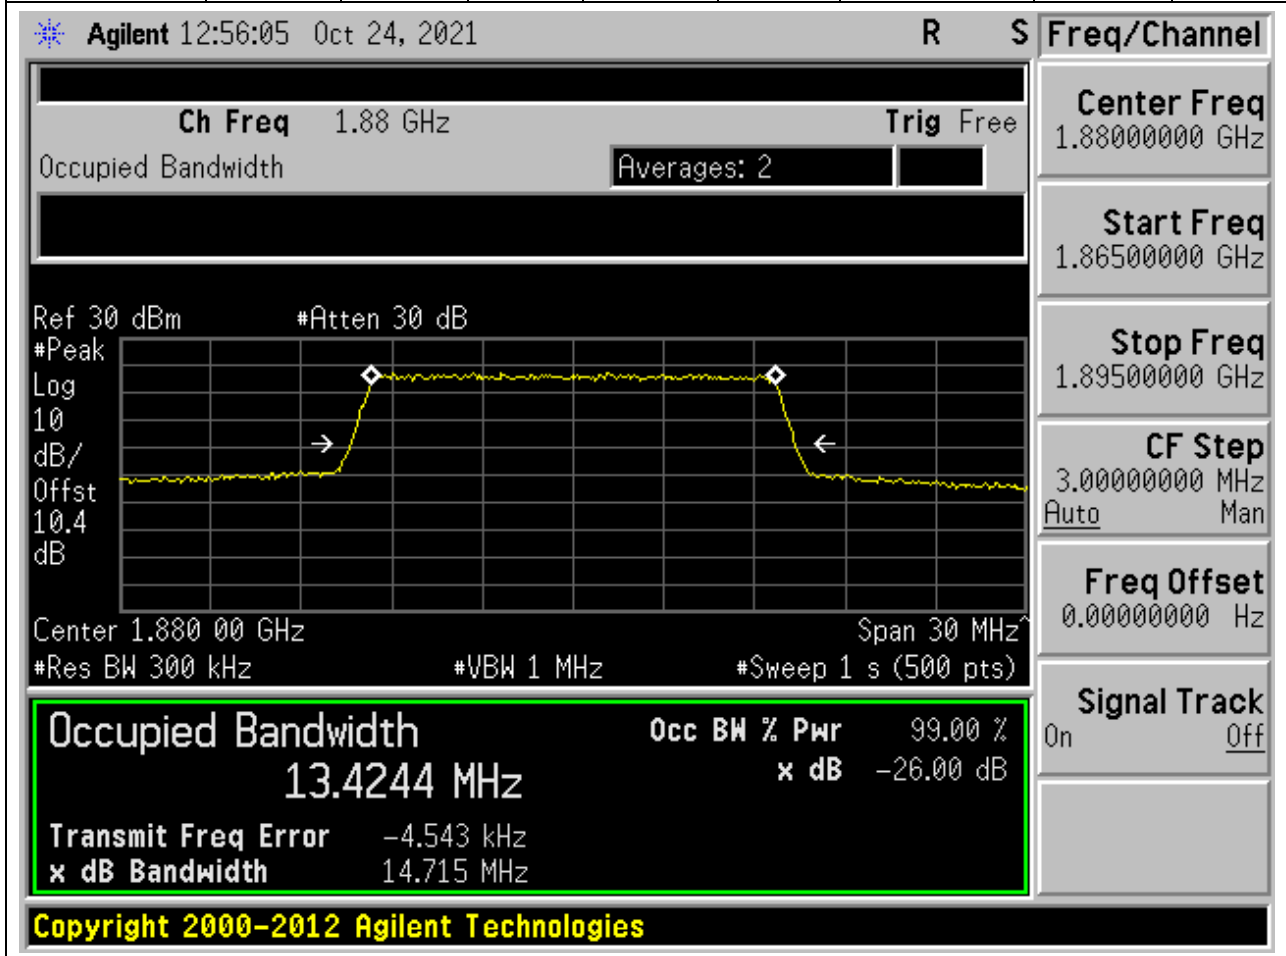 Agilent 12:56:05 Oct 24, 2021 R S
Freq/Channel
Ch Freq 1.88 GHz Trig Free
Occupied Bandwidth Averages: 2
Center Freq
1.88000000 GHz
Start Freq
1.86500000 GHz
Stop Freq
1.89500000 GHz
CF Step
3.00000000 MHz
Auto Man
Freq Offset
0.00000000 Hz
Signal Track
On Off
Ref 30 dBm #Atten 30 dB
#Peak
Log
10
dB/
Offst
10.4
dB
Center 1.880 00 GHz Span 30 MHz^
#Res BW 300 kHz #VBW 1 MHz #Sweep 1 s (500 pts)
Occupied Bandwidth Occ BW % Pwr 99.00 %
13.4244 MHz x dB -26.00 dB
Transmit Freq Error -4.543 kHz
x dB Bandwidth 14.715 MHz
Copyright 2000-2012 Agilent Technologies